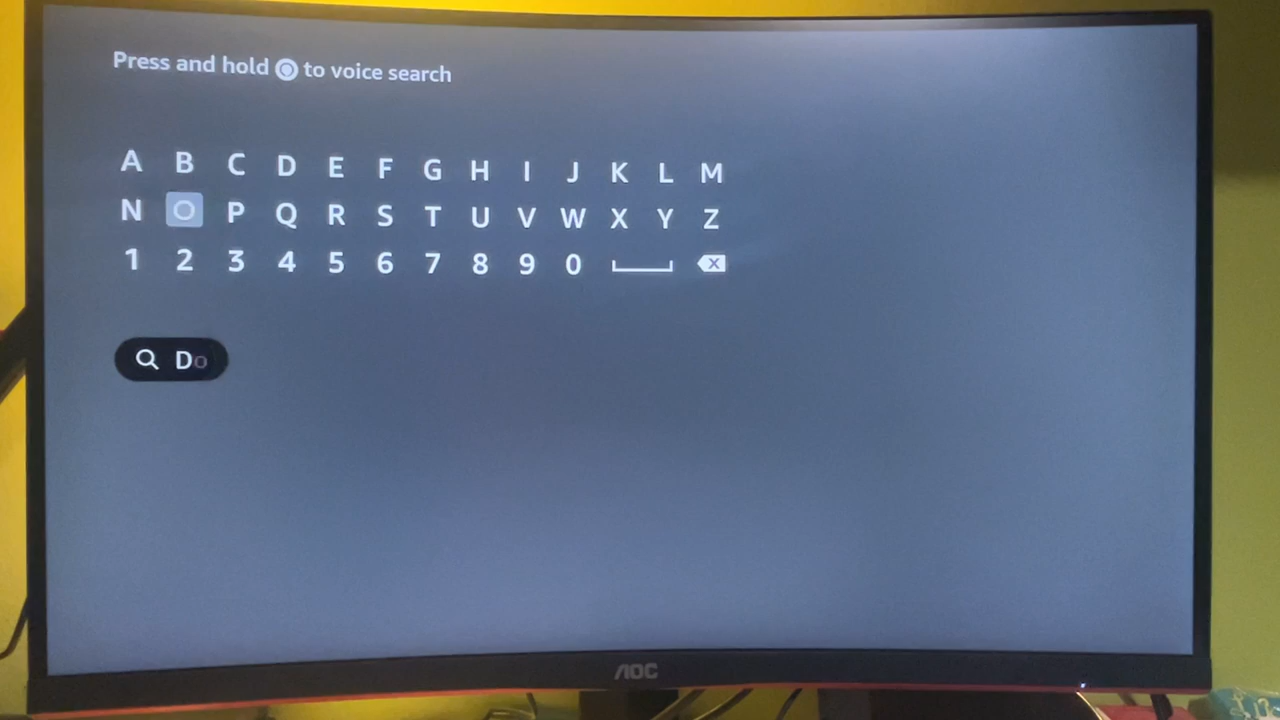 Press and hold to voice search
A B C D E F G H I J K L M
N O P Q R S T U V W X Y Z
1 2 3 4 5 6 7 8 9 0
Do
AOC